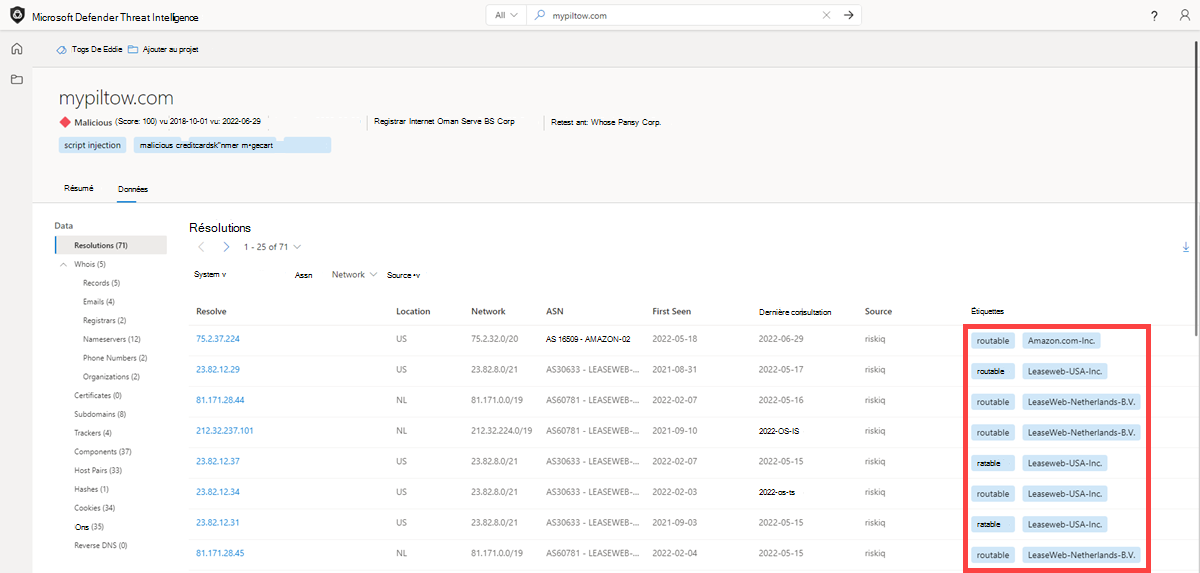 Microsoft Defender Threat Intelligence
All
mypiltow.com
?
Togs De Eddie
Ajouter au projet
mypiltow.com
Malicious (Score: 100) vu 2018-10-01 vu: 2022-06-29
Registrar Internet Oman Serve BS Corp
Retest ant: Whose Pansy Corp.
script injection
malicious creditcardsk"nmer m•gecart
Résumé
Données
Data
Resolutions (71)
Whois (5)
Records (5)
Emails (4)
Registrars (2)
Nameservers (12)
Phone Numbers (2)
Organizations (2)
Certificates (0)
Subdomains (8)
Trackers (4)
Components (37)
Host Pairs (33)
Hashes (1)
Cookies (34)
Ons (35)
Reverse DNS (0)
Résolutions
1 - 25 of 71
System v Assn Network Source •v
Resolve Location Network ASN First Seen Dernière corisultation Source Étiquettes
75.2.37.224 US 75.2.32.0/20 AS 16509 - AMAZON-02 2022-05-18 2022-06-29 riskiq routable Amazon.com-Inc.
23.82.12.29 US 23.82.8.0/21 AS30633 - LEASEWEB-... 2021-08-31 2022-05-17 riskiq routable Leaseweb-USA-Inc.
81.171.28.44 NL 81.171.0.0/19 AS60781 - LEASEWEB-... 2022-02-07 2022-05-16 riskiq routable LeaseWeb-Netherlands-B.V.
212.32.237.101 NL 212.32.224.0/19 AS60781 - LEASEWEB-... 2021-09-10 2022-OS-IS riskiq routable LeaseWeb-Netherlands-B.V.
23.82.12.37 US 23.82.8.0/21 AS30633 - LEASEWEB-... 2022-02-07 2022-05-15 riskiq ratable Leaseweb-USA-Inc.
23.82.12.34 US 23.82.8.0/21 AS30633 - LEASEWEB-... 2022-02-03 2022-os-ts riskiq routable Leaseweb-USA-Inc.
23.82.12.31 US 23.82.8.0/21 AS30633 - LEASEWEB-... 2021-09-03 2022-05-15 riskiq ratable Leaseweb-USA-Inc.
81.171.28.45 NL 81.171.0.0/19 AS60781 - LEASEWEB-... 2022-02-04 2022-05-15 riskiq routable LeaseWeb-Netherlands-B.V.